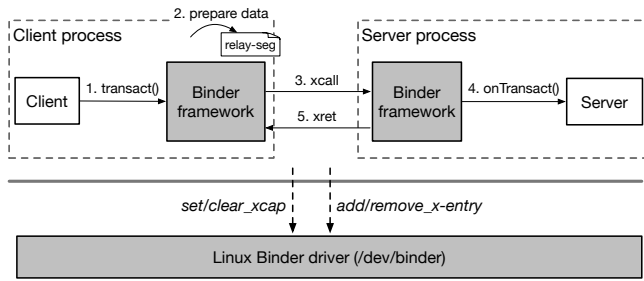 2. prepare data
Client process
relay-seg
Server process
Client
1. transact()
Binder
framework
3. xcall
5. xret
Binder
framework
4. onTransact()
Server
set/clear_xcap
add/remove_x-entry
Linux Binder driver (/dev/binder)